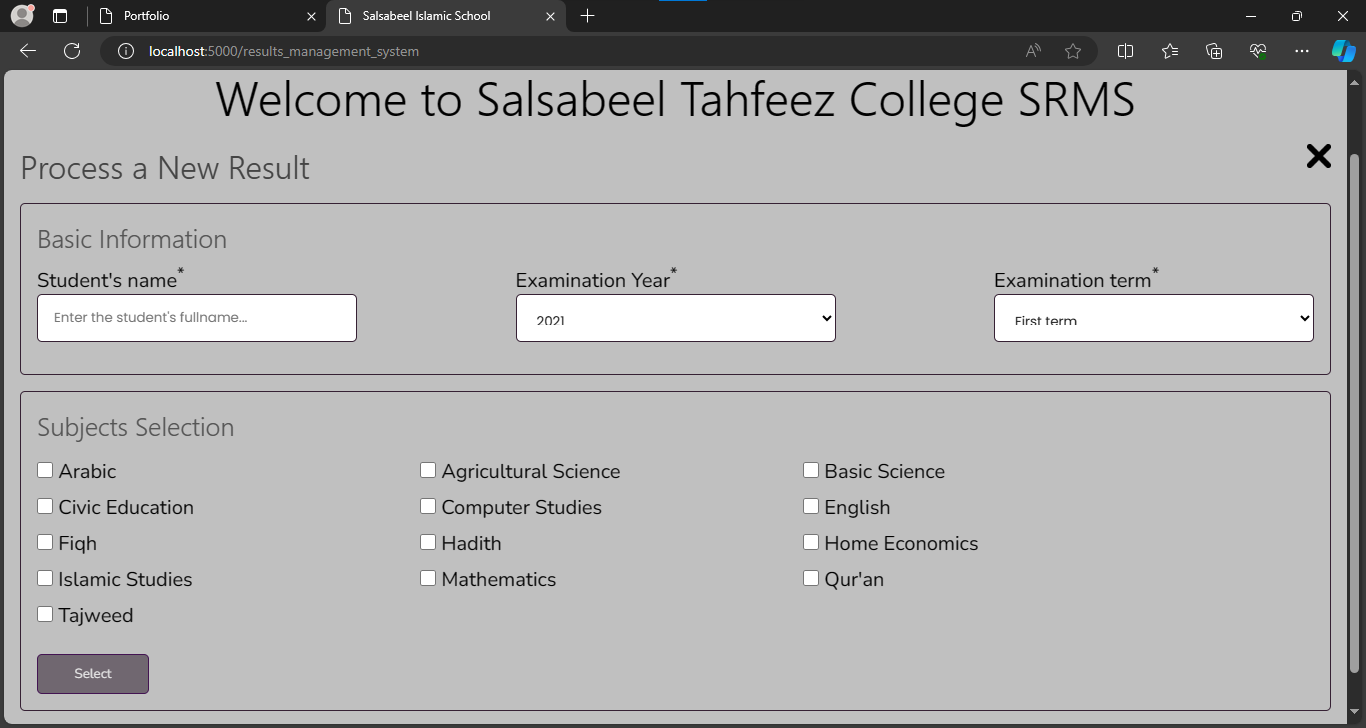 Portfolio
Salsabeel Islamic School
localhost:5000/results_management_system
Welcome to Salsabeel Tahfeez College SRMS
Process a New Result
Basic Information
Student's name* Examination Year* Examination term*
Enter the student's fullname... 2021 First term
Subjects Selection
Arabic Agricultural Science Basic Science
Civic Education Computer Studies English
Fiqh Hadith Home Economics
Islamic Studies Mathematics Qur'an
Tajweed
Select